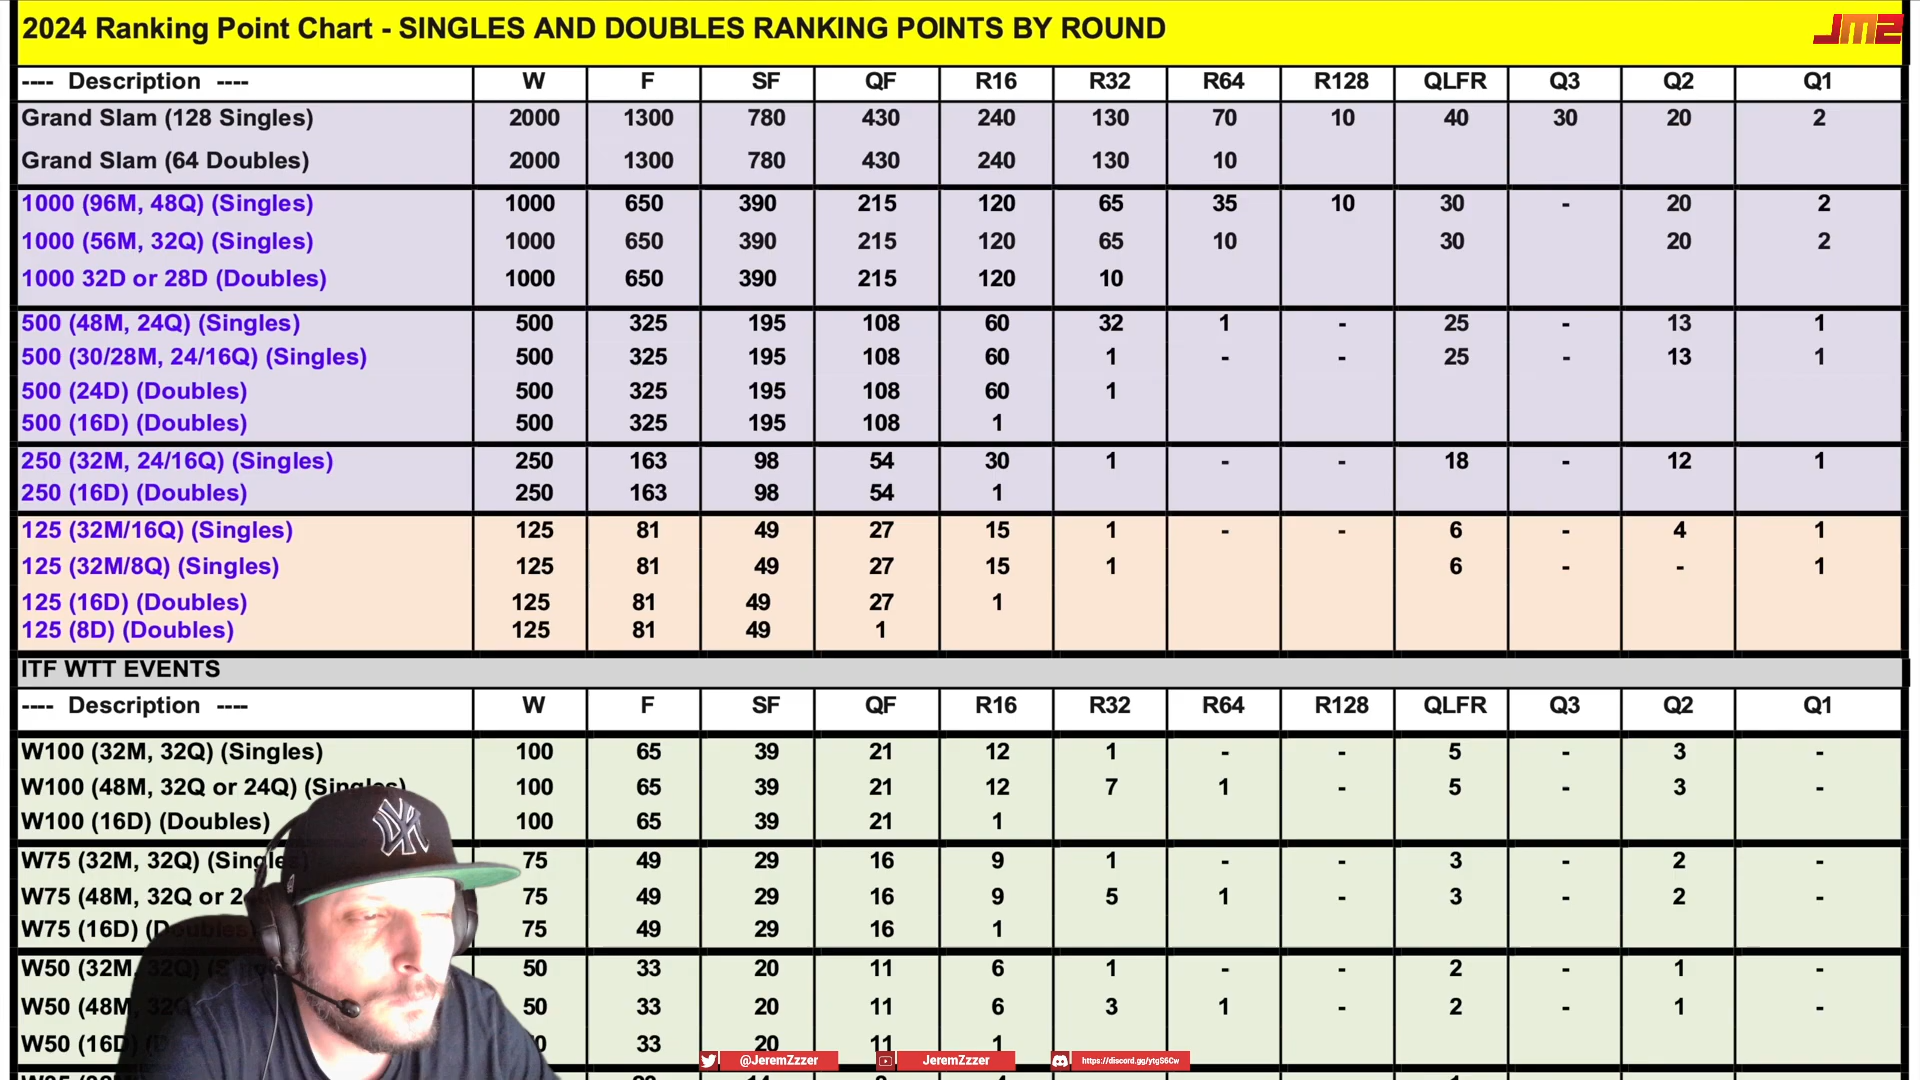 2024 Ranking Point Chart - SINGLES AND DOUBLES RANKING POINTS BY ROUND JMZ
---- Description ---- W F SF QF R16 R32 R64 R128 QLFR Q3 Q2 Q1
Grand Slam (128 Singles) 2000 1300 780 430 240 130 70 10 40 30 20 2
Grand Slam (64 Doubles) 2000 1300 780 430 240 130 10
1000 (96M, 48Q) (Singles) 1000 650 390 215 120 65 35 10 30 - 20 2
1000 (56M, 32Q) (Singles) 1000 650 390 215 120 65 10 30 20 2
1000 32D or 28D (Doubles) 1000 650 390 215 120 10
500 (48M, 24Q) (Singles) 500 325 195 108 60 32 1 - 25 - 13 1
500 (30/28M, 24/16Q) (Singles) 500 325 195 108 60 1 - - 25 - 13 1
500 (24D) (Doubles) 500 325 195 108 60 1
500 (16D) (Doubles) 500 325 195 108 1
250 (32M, 24/16Q) (Singles) 250 163 98 54 30 1 - - 18 - 12 1
250 (16D) (Doubles) 250 163 98 54 1
125 (32M/16Q) (Singles) 125 81 49 27 15 1 - - 6 - 4 1
125 (32M/8Q) (Singles) 125 81 49 27 15 1 6 - - 1
125 (16D) (Doubles) 125 81 49 27 1
125 (8D) (Doubles) 125 81 49 1
ITF WTT EVENTS
---- Description ---- W F SF QF R16 R32 R64 R128 QLFR Q3 Q2 Q1
W100 (32M, 32Q) (Singles) 100 65 39 21 12 1 - - 5 - 3 -
W100 (48M, 32Q or 24Q) (Singles) 100 65 39 21 12 7 1 - 5 - 3 -
W100 (16D) (Doubles) 100 65 39 21 1
W75 (32M, 32Q) (Singles 75 49 29 16 9 1 - - 3 - 2 -
W75 (48M, 32Q or 2 75 49 29 16 9 5 1 - 3 - 2 -
W75 (16D) (Doubles 75 49 29 16 1
W50 (32M, 32Q) 50 33 20 11 6 1 - - 2 - 1 -
W50 (48M, 32Q 50 33 20 11 6 3 1 - 2 - 1 -
W50 (16D) 33 20 11 1
@JeremZzzer JeremZzzer https://discord.gg/ytgS6Cw